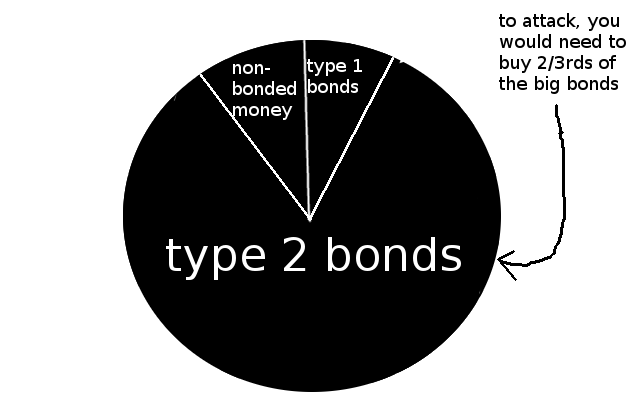 to attack, you
would need to
buy 2/3rds of
the big bonds
non-
bonded
money
type 1
bonds
type 2 bonds